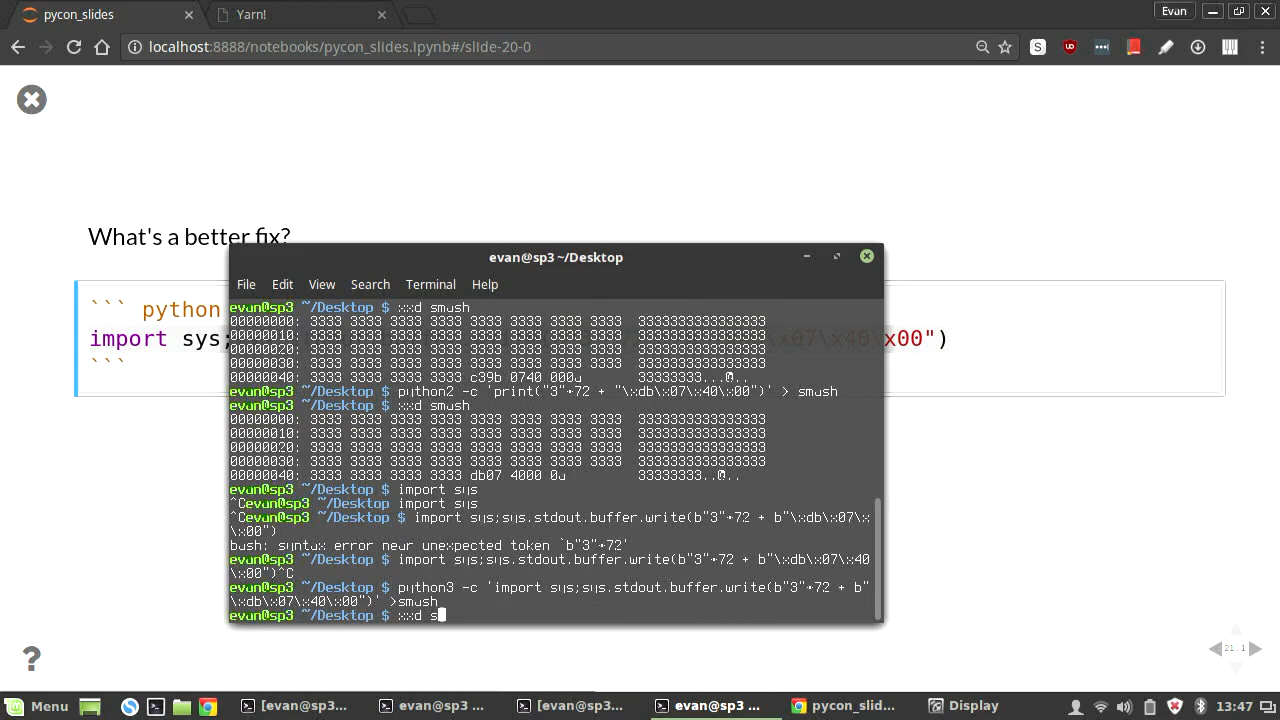 pycon_slides
Yarn!
Evan
localhost:8888/notebooks/pycon_slides.ipynb#/slide-20-0
What's a better fix?
``` python
import sys;
x07\x40\x00")
```
evan@sp3 ~/Desktop
File Edit View Search Terminal Help
evan@sp3 ~/Desktop $ xxd smush
00000000: 3333 3333 3333 3333 3333 3333 3333 3333 3333333333333333
00000010: 3333 3333 3333 3333 3333 3333 3333 3333 3333333333333333
00000020: 3333 3333 3333 3333 3333 3333 3333 3333 3333333333333333
00000030: 3333 3333 3333 3333 3333 3333 3333 3333 3333333333333333
00000040: 3333 3333 3333 3333 c39b 0740 000a 33333333...@..
evan@sp3 ~/Desktop $ python2 -c 'print("3"*72 + "\xdb\x07\x40\x00")' > smush
evan@sp3 ~/Desktop $ xxd smush
00000000: 3333 3333 3333 3333 3333 3333 3333 3333 3333333333333333
00000010: 3333 3333 3333 3333 3333 3333 3333 3333 3333333333333333
00000020: 3333 3333 3333 3333 3333 3333 3333 3333 3333333333333333
00000030: 3333 3333 3333 3333 3333 3333 3333 3333 3333333333333333
00000040: 3333 3333 3333 3333 db07 4000 0a 33333333..@..
evan@sp3 ~/Desktop $ import sys
^Cevan@sp3 ~/Desktop import sys
^Cevan@sp3 ~/Desktop $ import sys;sys.stdout.buffer.write(b"3"*72 + b"\xdb\x07\x
\x00")
bash: syntax error near unexpected token `b"3"*72'
evan@sp3 ~/Desktop $ import sys;sys.stdout.buffer.write(b"3"*72 + b"\xdb\x07\x40
\x00")^C
evan@sp3 ~/Desktop $ python3 -c 'import sys;sys.stdout.buffer.write(b"3"*72 + b"
\xdb\x07\x40\x00")' >smush
evan@sp3 ~/Desktop $ xxd s
?
21.1
Menu
[evan@sp3...
evan@sp3 ...
[evan@sp3...
evan@sp3 ...
pycon_slid...
Display
13:47